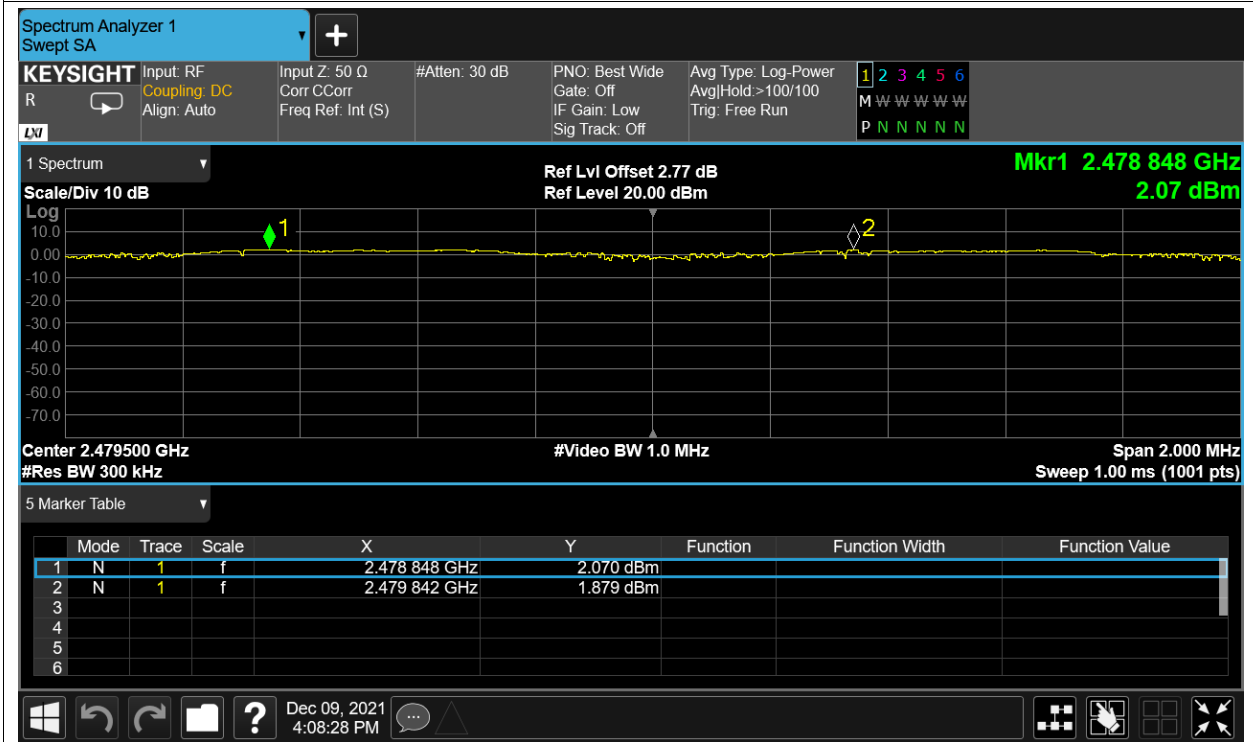 Spectrum Analyzer 1
Swept SA
+
KEYSIGHT
R
LXI
Input: RF
Coupling: DC
Align: Auto
Input Z: 50 Ω
Corr CCorr
Freq Ref: Int (S)
#Atten: 30 dB
PNO: Best Wide
Gate: Off
IF Gain: Low
Sig Track: Off
Avg Type: Log-Power
Avg|Hold:>100/100
Trig: Free Run
1 2 3 4 5 6
M W W W W W
P N N N N N
1 Spectrum
Scale/Div 10 dB
Ref Lvl Offset 2.77 dB
Ref Level 20.00 dBm
Mkr1 2.478 848 GHz
2.07 dBm
Log
10.0
0.00
-10.0
-20.0
-30.0
-40.0
-50.0
-60.0
-70.0
1
2
Center 2.479500 GHz
#Video BW 1.0 MHz
Span 2.000 MHz
#Res BW 300 kHz
Sweep 1.00 ms (1001 pts)
5 Marker Table
Mode Trace Scale X Y Function Function Width Function Value
1 N 1 f 2.478 848 GHz 2.070 dBm
2 N 1 f 2.479 842 GHz 1.879 dBm
3
4
5
6
?
Dec 09, 2021
4:08:28 PM